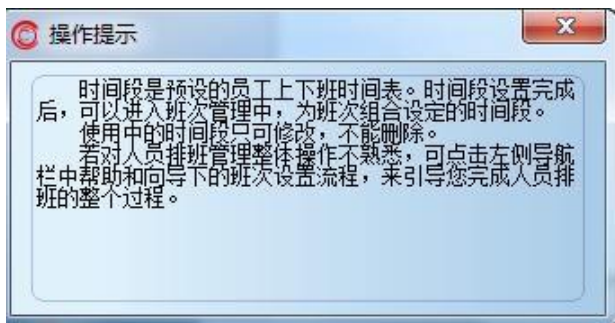 操作提示
时间段是预设的员工上下班时间表。时间段设置完成
后，可以进入班次管理中，为班次组合设定的时间段。
使用中的时间段只可修改，不能删除。
若对人员排班管理整体操作不熟悉，可点击左侧导航
栏中帮助和向导下的班次设置流程，来引导您完成人员排
班的整个过程。